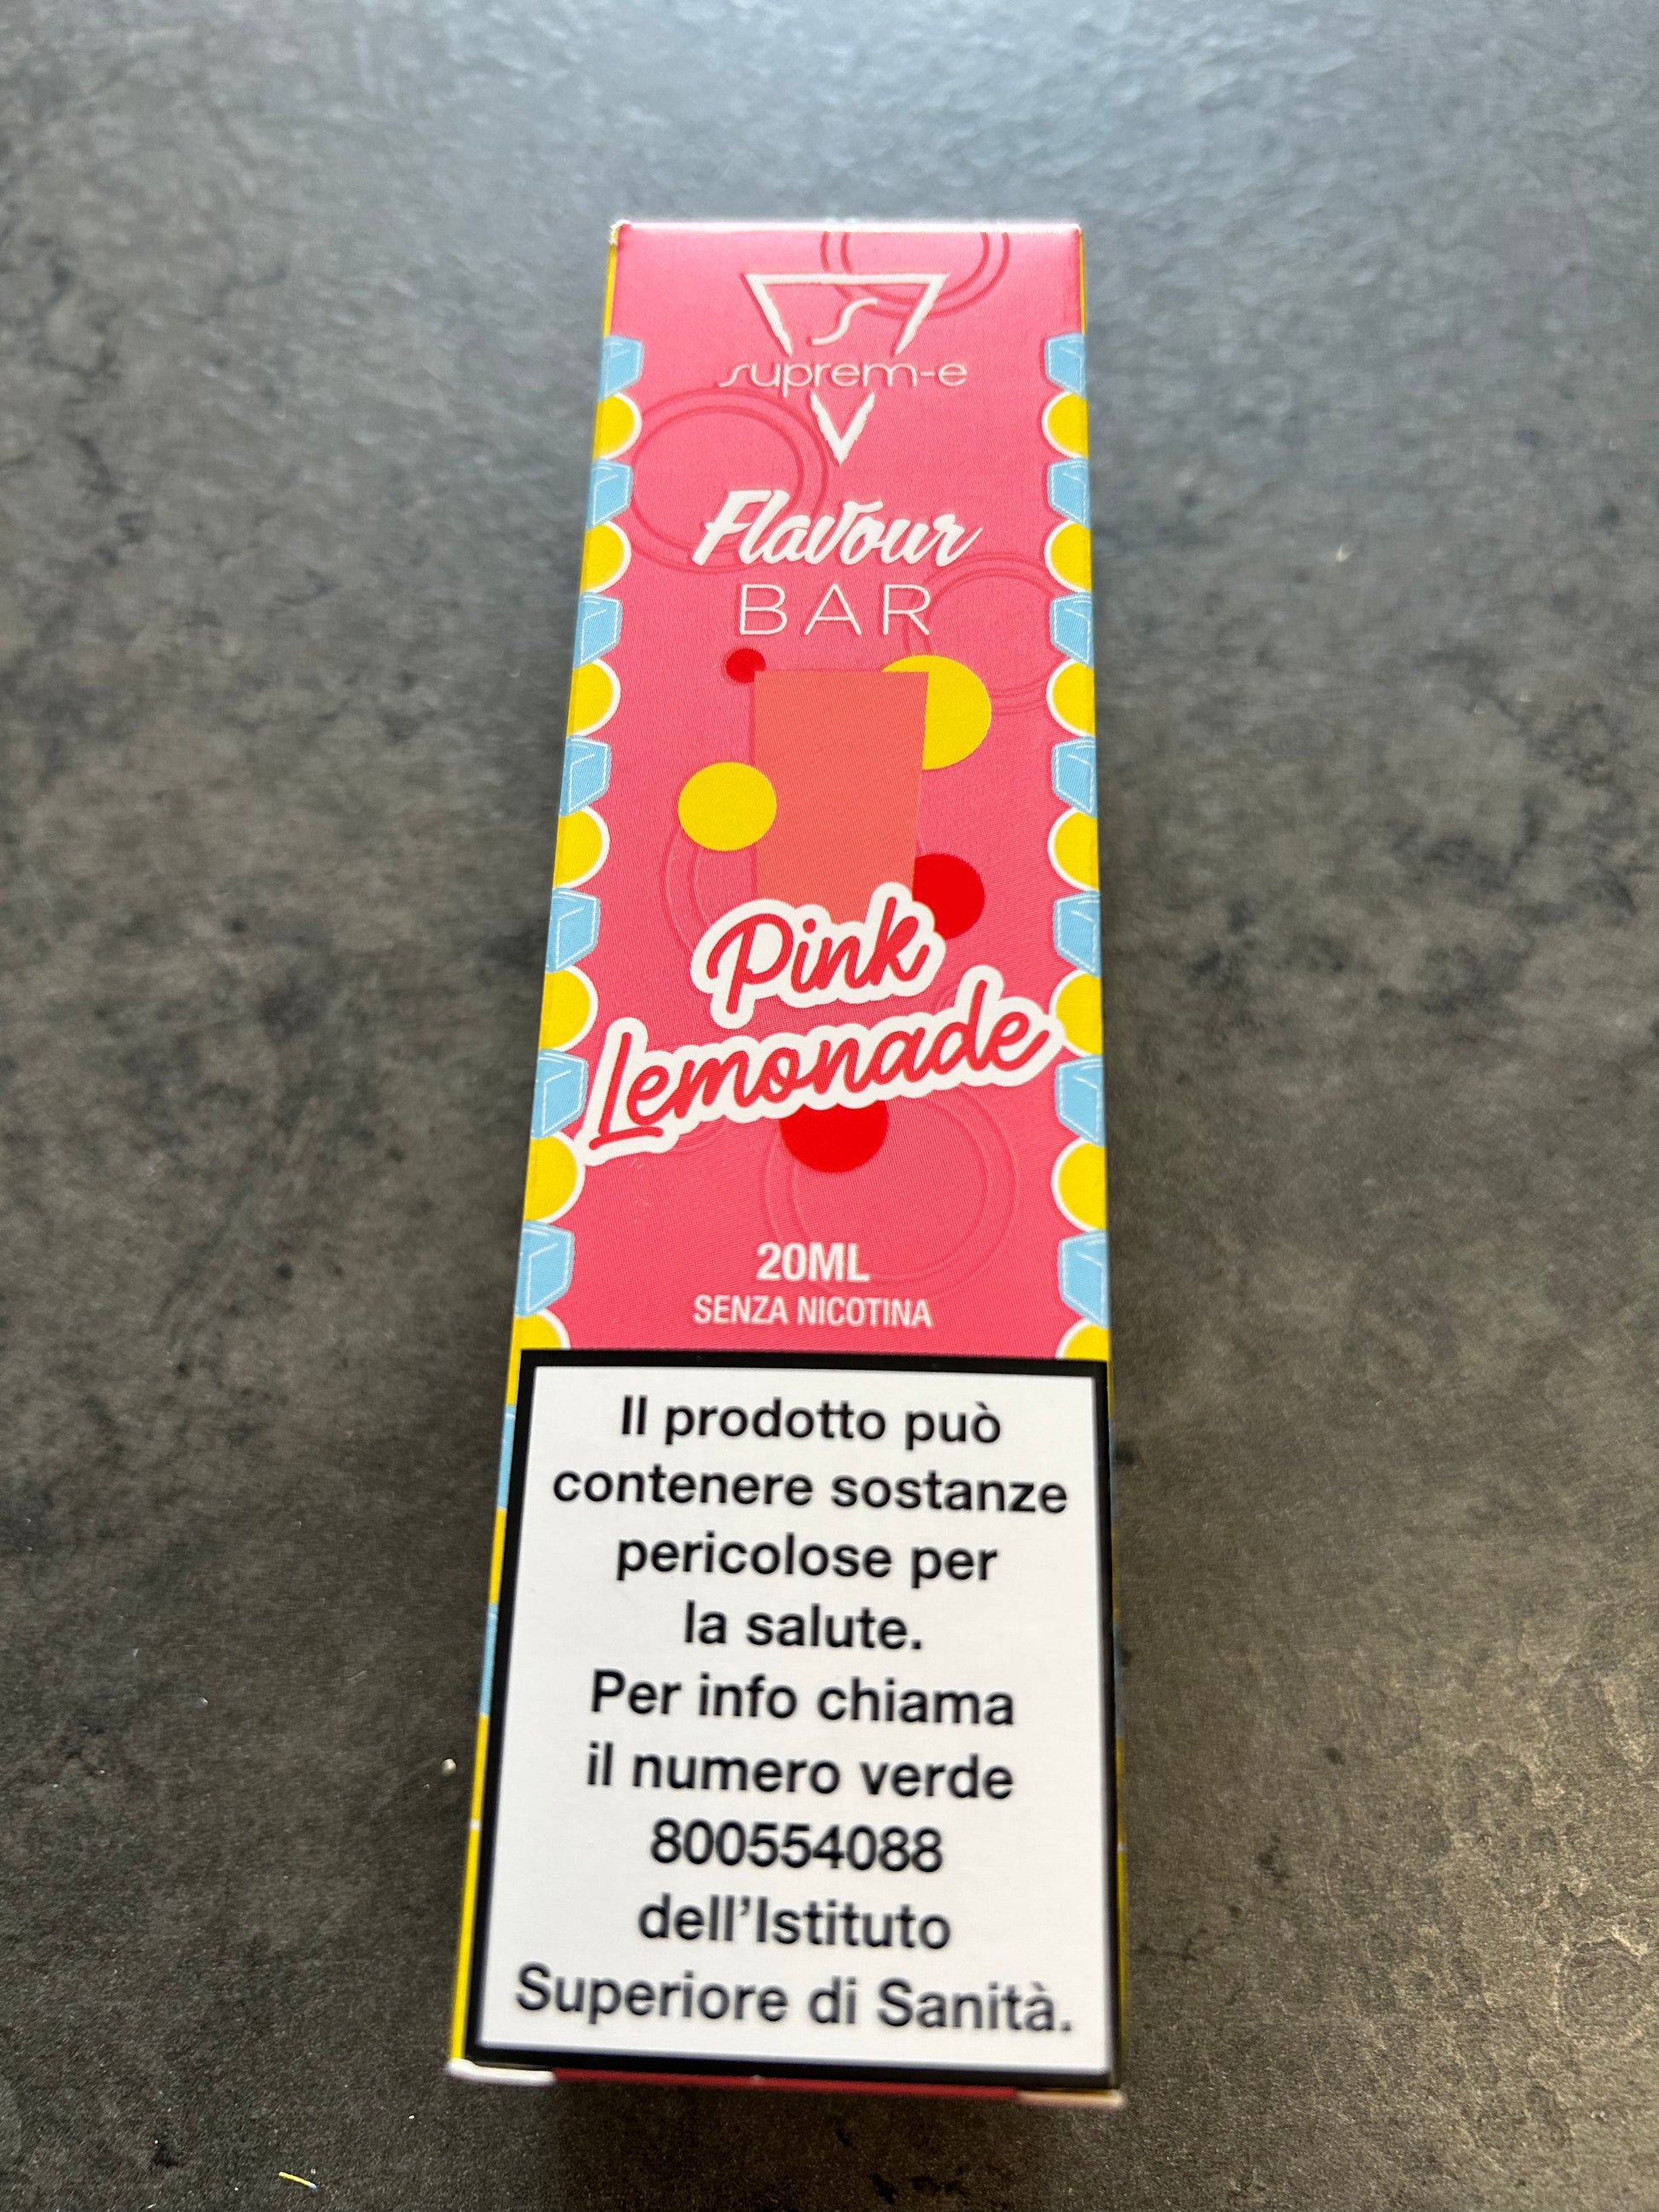 S
suprem-e
Flavour
BAR
Pink
Lemonade
20ML
SENZA NICOTINA
Il prodotto può
contenere sostanze
pericolose per
la salute.
Per info chiama
il numero verde
800554088
dell'Istituto
Superiore di Sanità.